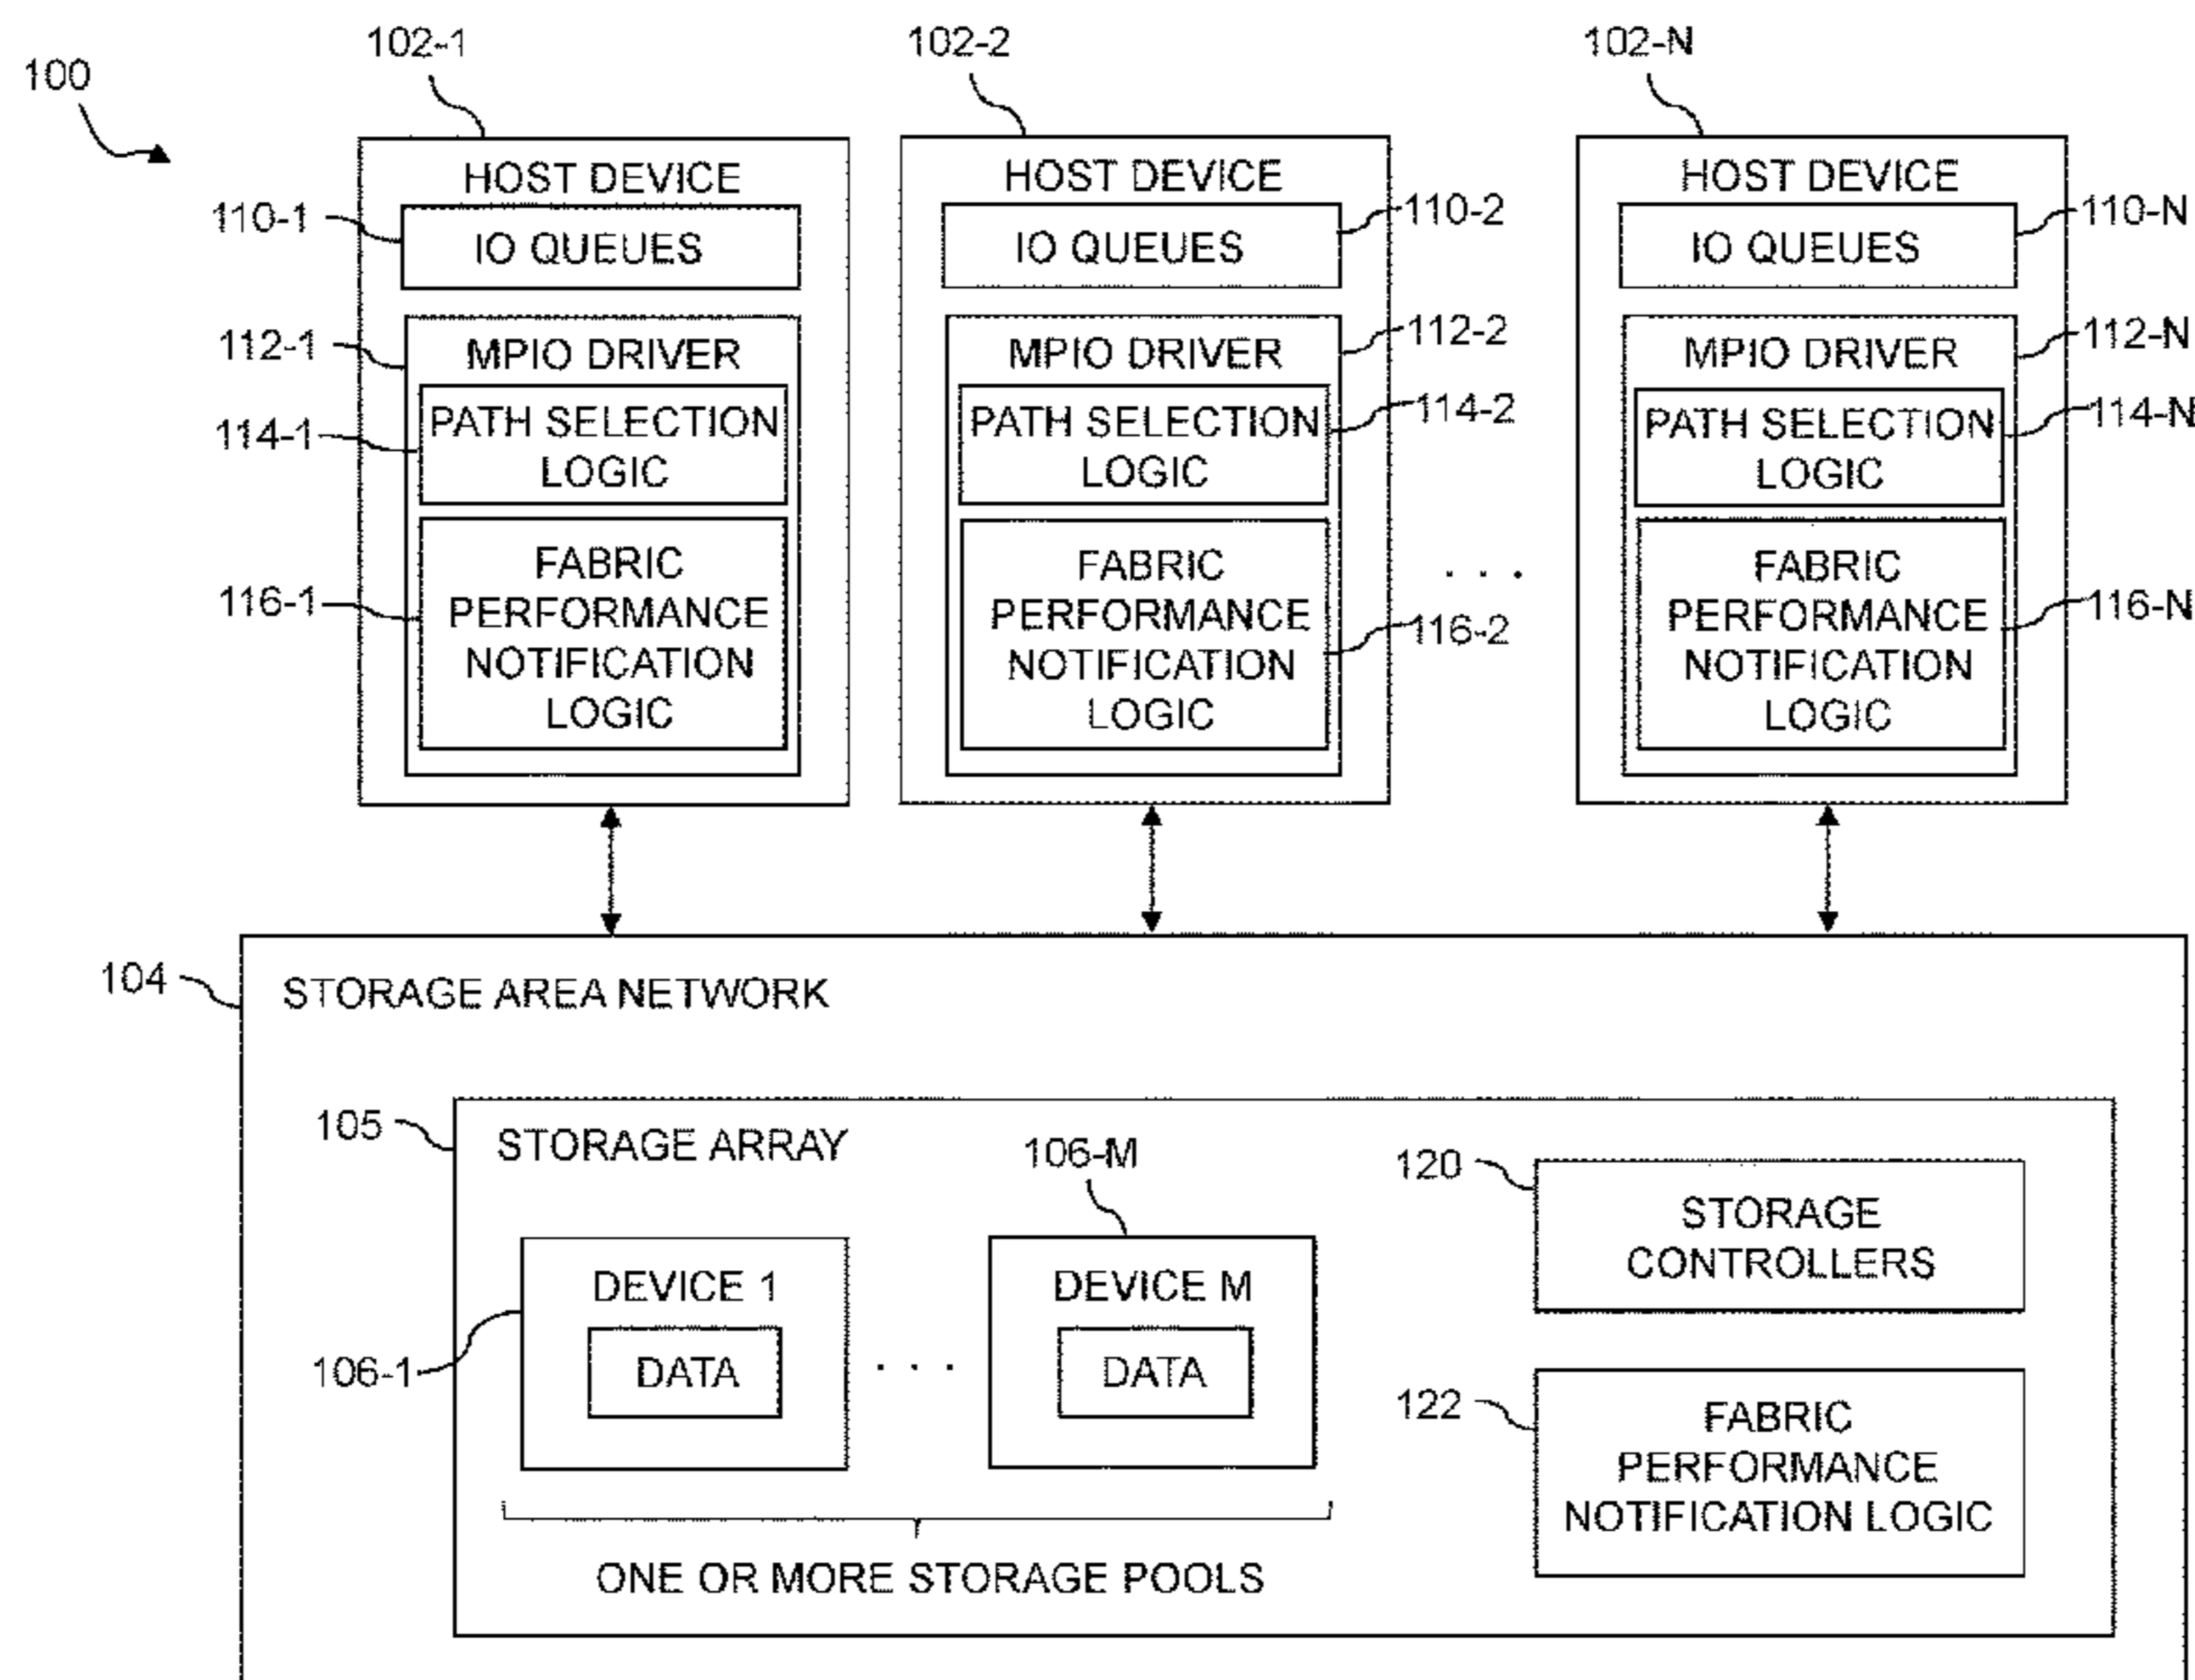 100
102-1
HOST DEVICE
110-1
IO QUEUES
112-1
MPIO DRIVER
114-1
PATH SELECTION
LOGIC
116-1
FABRIC
PERFORMANCE
NOTIFICATION
LOGIC
102-2
HOST DEVICE
110-2
IO QUEUES
112-2
MPIO DRIVER
114-2
PATH SELECTION
LOGIC
116-2
FABRIC
PERFORMANCE
NOTIFICATION
LOGIC
. . .
102-N
HOST DEVICE
110-N
IO QUEUES
112-N
MPIO DRIVER
114-N
PATH SELECTION
LOGIC
116-N
FABRIC
PERFORMANCE
NOTIFICATION
LOGIC
104
STORAGE AREA NETWORK
105
STORAGE ARRAY
106-1
DEVICE 1
DATA
. . .
106-M
DEVICE M
DATA
ONE OR MORE STORAGE POOLS
120
STORAGE
CONTROLLERS
122
FABRIC
PERFORMANCE
NOTIFICATION LOGIC